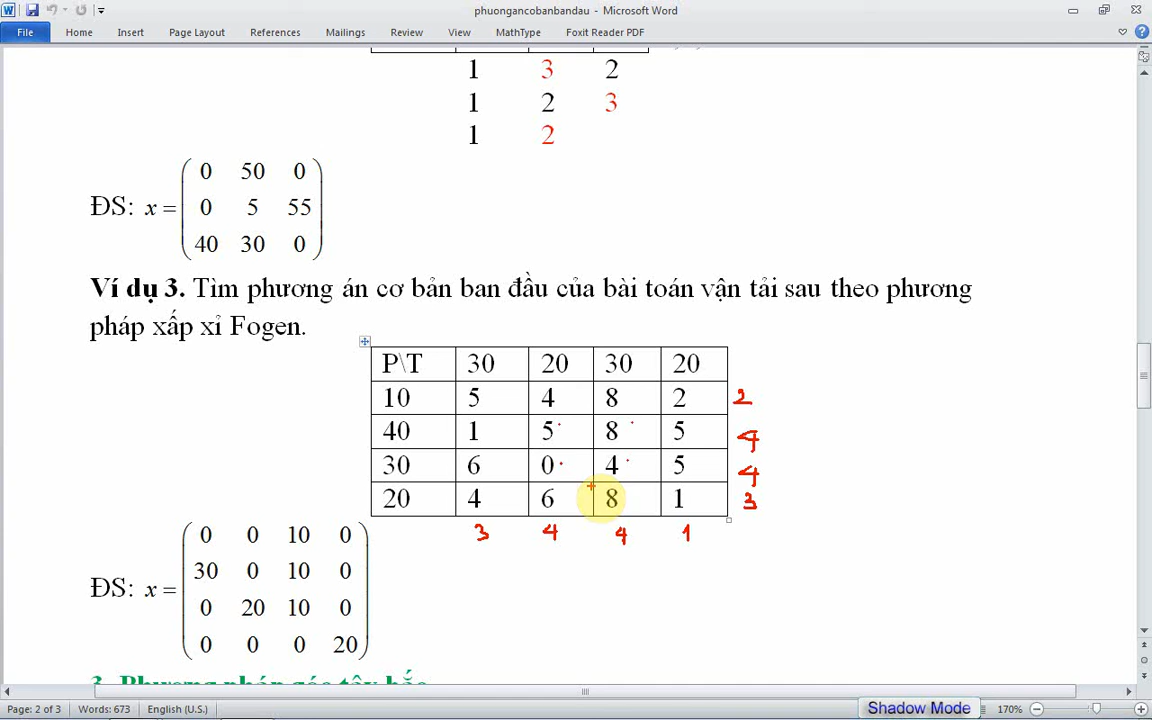 phuongancobanbandau - Microsoft Word
File Home Insert Page Layout References Mailings Review View MathType Foxit Reader PDF
1 3 2
1 2 3
1 2
ĐS: x =
0 50 0
0 5 55
40 30 0
Ví dụ 3. Tìm phương án cơ bản ban đầu của bài toán vận tải sau theo phương
pháp xấp xỉ Fogen.
P\T 30 20 30 20
10 5 4 8 2 2
40 1 5 8 5 4
30 6 0 4 5 4
20 4 6 8 1 3
3 4 4 1
ĐS: x =
0 0 10 0
30 0 10 0
0 20 10 0
0 0 0 20
3. Phương pháp góc tây bắc
Page: 2 of 3 Words: 673 English (U.S.) Shadow Mode 170%